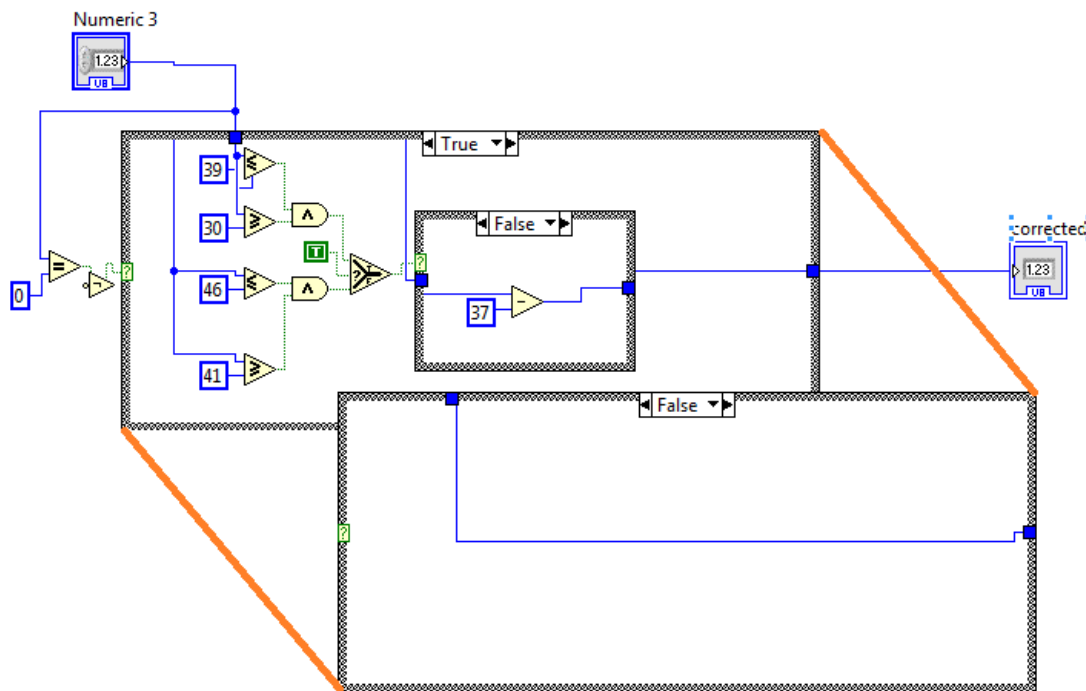 Numeric 3
1.23
U8
True
39
False
30
T
corrected
?
=
?
?
1.23
U8
0
46
37
41
False
?